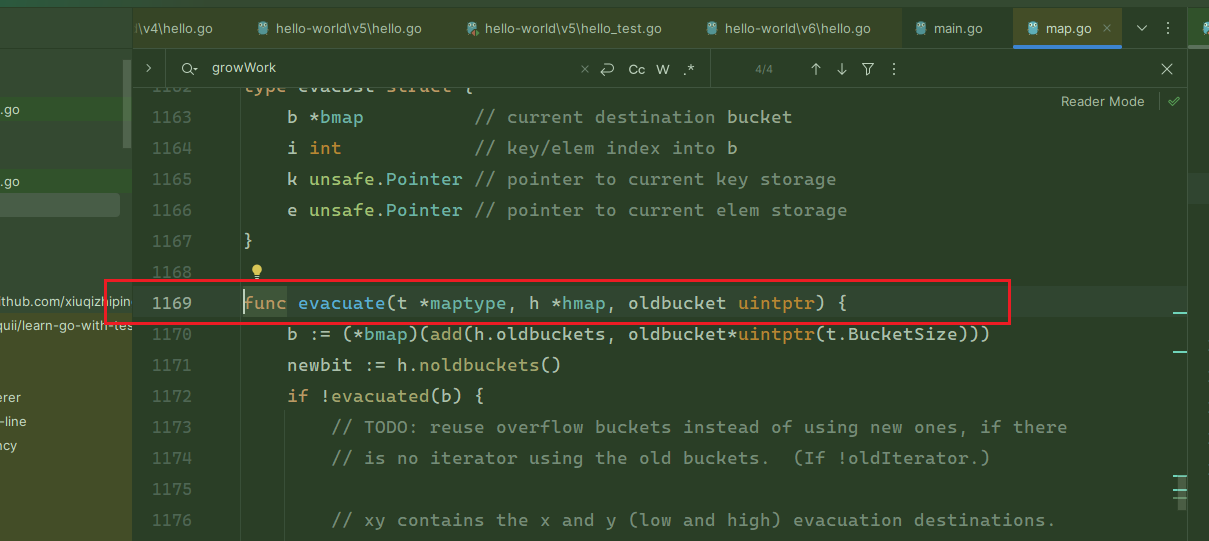 \v4\hello.go hello-world\v5\hello.go hello-world\v5\hello_test.go hello-world\v6\hello.go main.go map.go
growWork Cc W .* 4/4
type evacDst struct {
Reader Mode
.go
1163 b *bmap // current destination bucket
1164 i int // key/elem index into b
1165 k unsafe.Pointer // pointer to current key storage
.go
1166 e unsafe.Pointer // pointer to current elem storage
1167 }
1168
ithub.com/xiuqizhipin
1169 func evacuate(t *maptype, h *hmap, oldbucket uintptr) {
quii/learn-go-with-tes
1170 b := (*bmap)(add(h.oldbuckets, oldbucket*uintptr(t.BucketSize)))
1171 newbit := h.noldbuckets()
1172 if !evacuated(b) {
erer
-line
1173 // TODO: reuse overflow buckets instead of using new ones, if there
ncy
1174 // is no iterator using the old buckets.  (If !oldIterator.)
1175
1176 // xy contains the x and y (low and high) evacuation destinations.